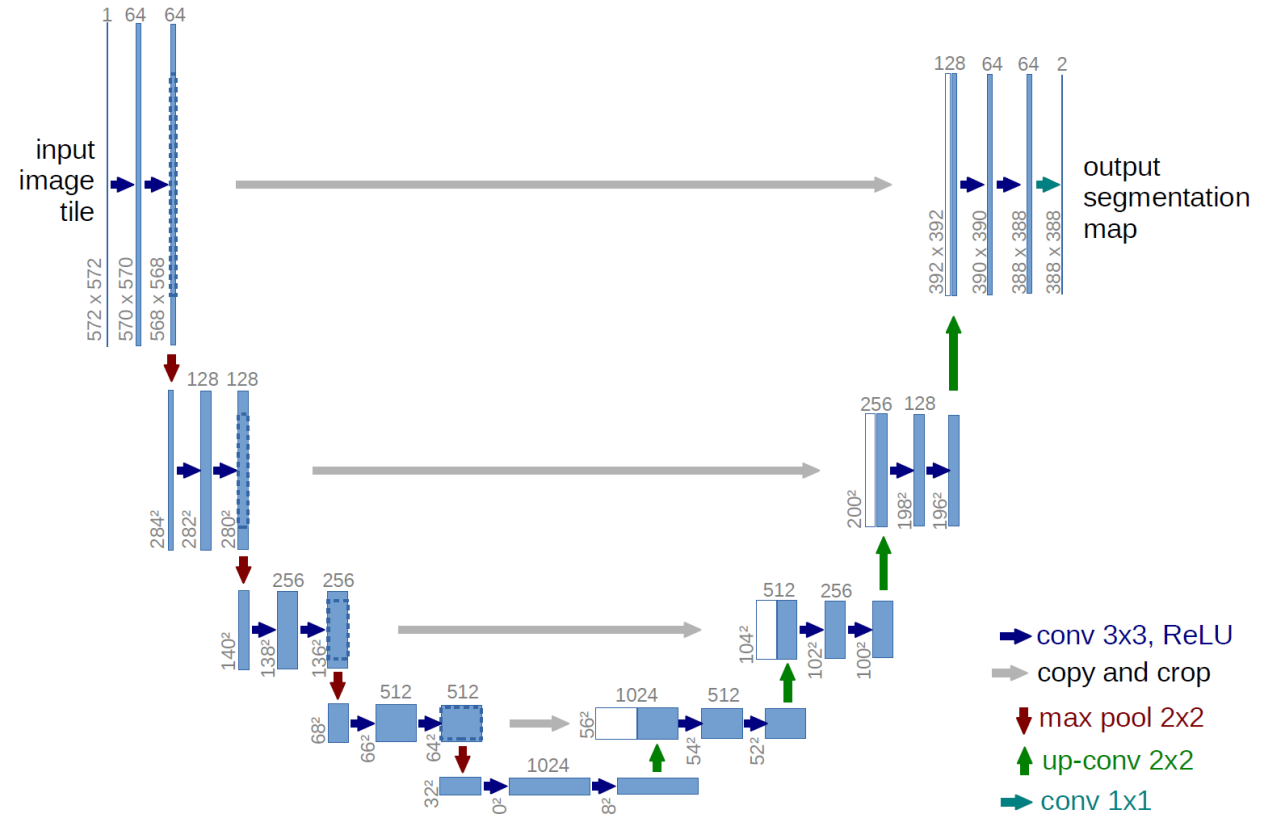 1 64 64
input
image
tile
572 x 572
570 x 570
568 x 568
128 64 64 2
output
segmentation
map
392 x 392
390 x 390
388 x 388
388 x 388
128 128
284²
282²
280²
256 128
200²
198²
196²
256 256
140²
138²
136²
512 256
104²
102²
100²
512 512
68²
66²
64²
1024 512
56²
54²
52²
1024
32²
0²
8²
conv 3x3, ReLU
copy and crop
max pool 2x2
up-conv 2x2
conv 1x1